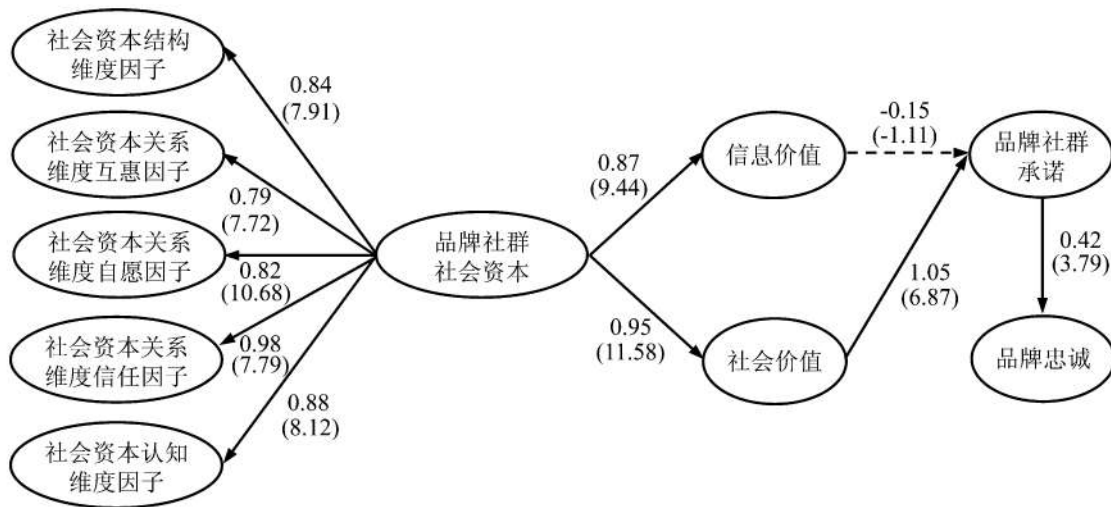 社会资本结构
维度因子
0.84
(7.91)
社会资本关系
维度互惠因子
0.79
(7.72)
社会资本关系
维度自愿因子
0.82
(10.68)
社会资本关系
维度信任因子
0.98
(7.79)
社会资本认知
维度因子
0.88
(8.12)
品牌社群
社会资本
0.87
(9.44)
信息价值
-0.15
(-1.11)
品牌社群
承诺
0.95
(11.58)
社会价值
1.05
(6.87)
0.42
(3.79)
品牌忠诚